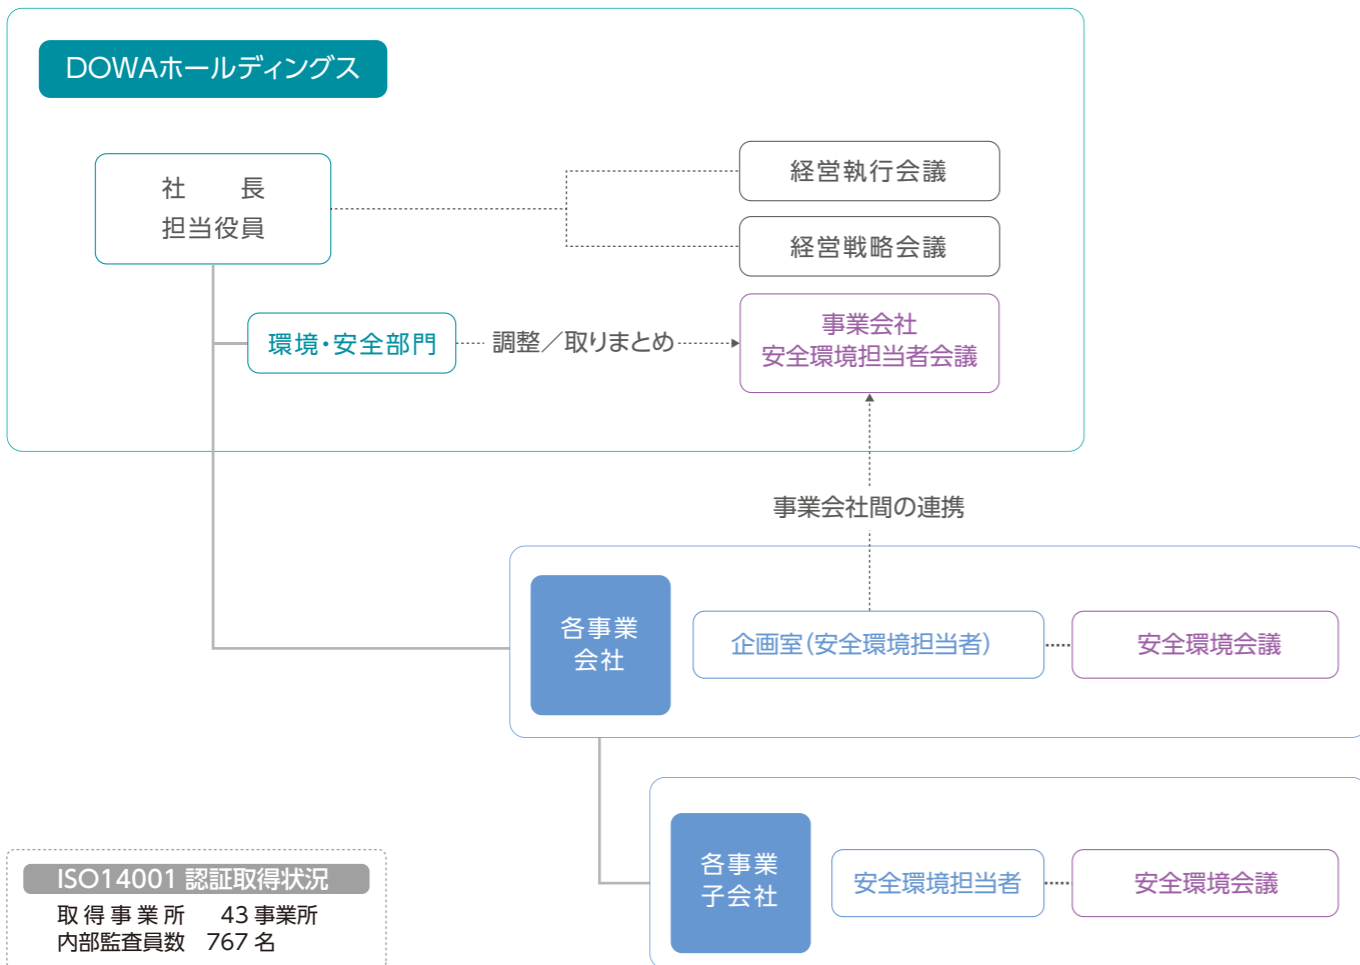 DOWAホールディングス
社　長
担当役員
経営執行会議
経営戦略会議
環境・安全部門
調整／取りまとめ
事業会社
安全環境担当者会議
事業会社間の連携
各事業
会社
企画室(安全環境担当者)
安全環境会議
各事業
子会社
安全環境担当者
安全環境会議
ISO14001 認証取得状況
取得事業所　43 事業所
内部監査員数　767 名